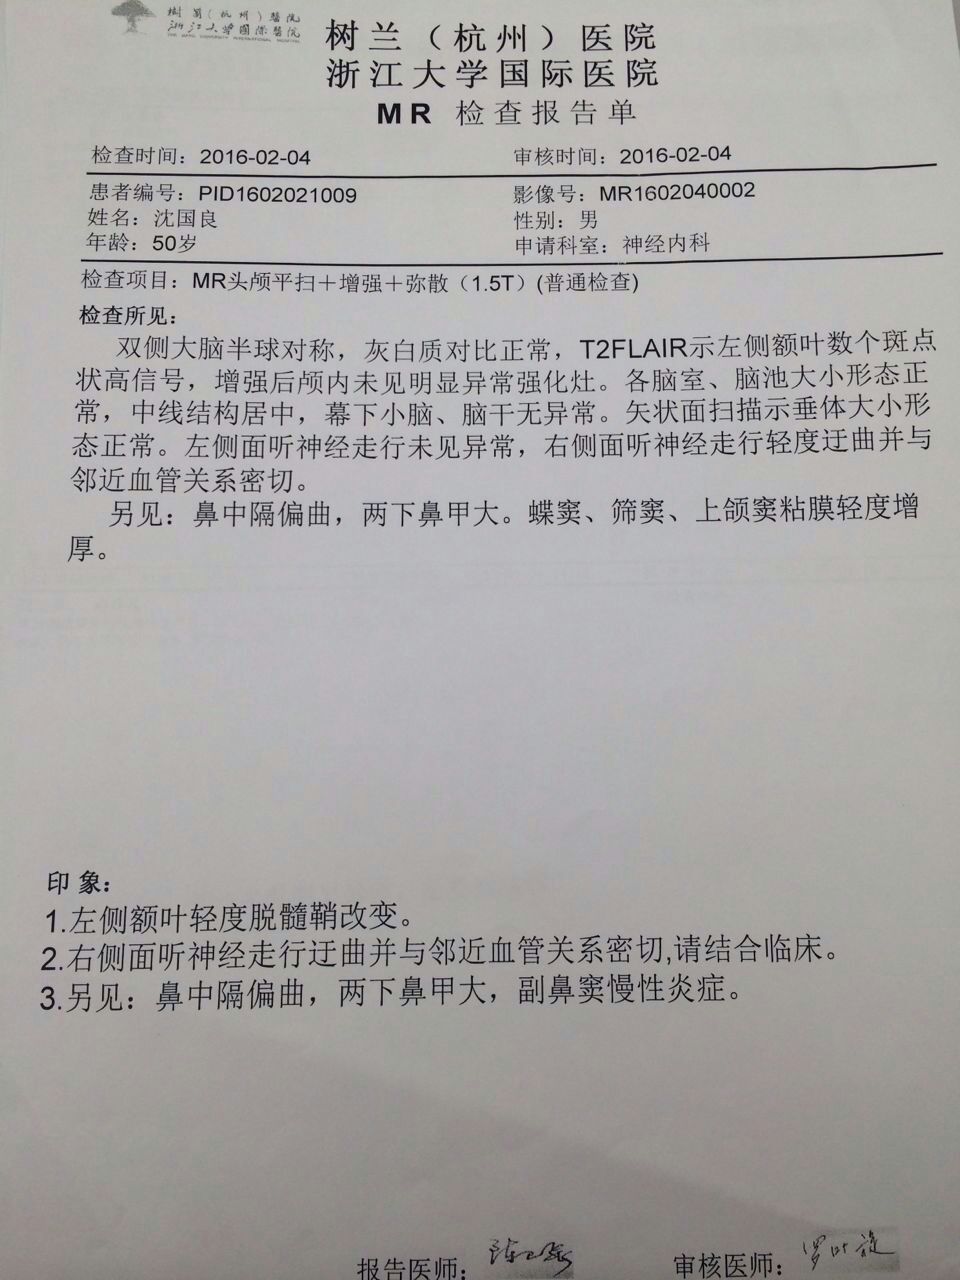 树兰（杭州）醫院
浙江大學國際醫院
树兰（杭州）医院
浙江大学国际医院
MR 检查报告单
检查时间：2016-02-04 审核时间：2016-02-04
患者编号：PID1602021009 影像号：MR1602040002
姓名：沈国良 性别：男
年龄：50岁 申请科室：神经内科
检查项目：MR头颅平扫＋增强＋弥散（1.5T）(普通检查)
检查所见：
双侧大脑半球对称，灰白质对比正常，T2FLAIR示左侧额叶数个斑点
状高信号，增强后颅内未见明显异常强化灶。各脑室、脑池大小形态正
常，中线结构居中，幕下小脑、脑干无异常。矢状面扫描示垂体大小形
态正常。左侧面听神经走行未见异常，右侧面听神经走行轻度迂曲并与
邻近血管关系密切。
另见：鼻中隔偏曲，两下鼻甲大。蝶窦、筛窦、上颌窦粘膜轻度增
厚。
印象：
1.左侧额叶轻度脱髓鞘改变。
2.右侧面听神经走行迂曲并与邻近血管关系密切,请结合临床。
3.另见：鼻中隔偏曲，两下鼻甲大，副鼻窦慢性炎症。
报告医师： 审核医师：